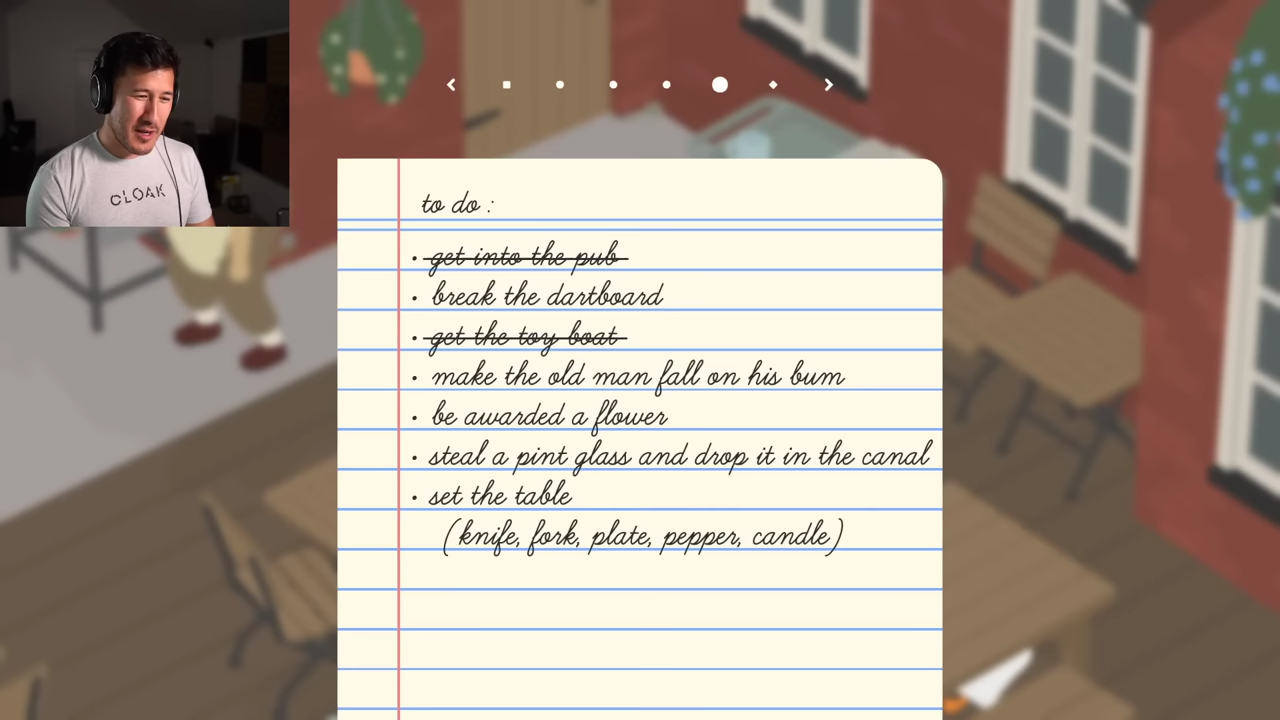 CLOAK
to do :
• get into the pub
• break the dartboard
• get the toy boat
• make the old man fall on his bum
• be awarded a flower
• steal a pint glass and drop it in the canal
• set the table
(knife, fork, plate, pepper, candle)